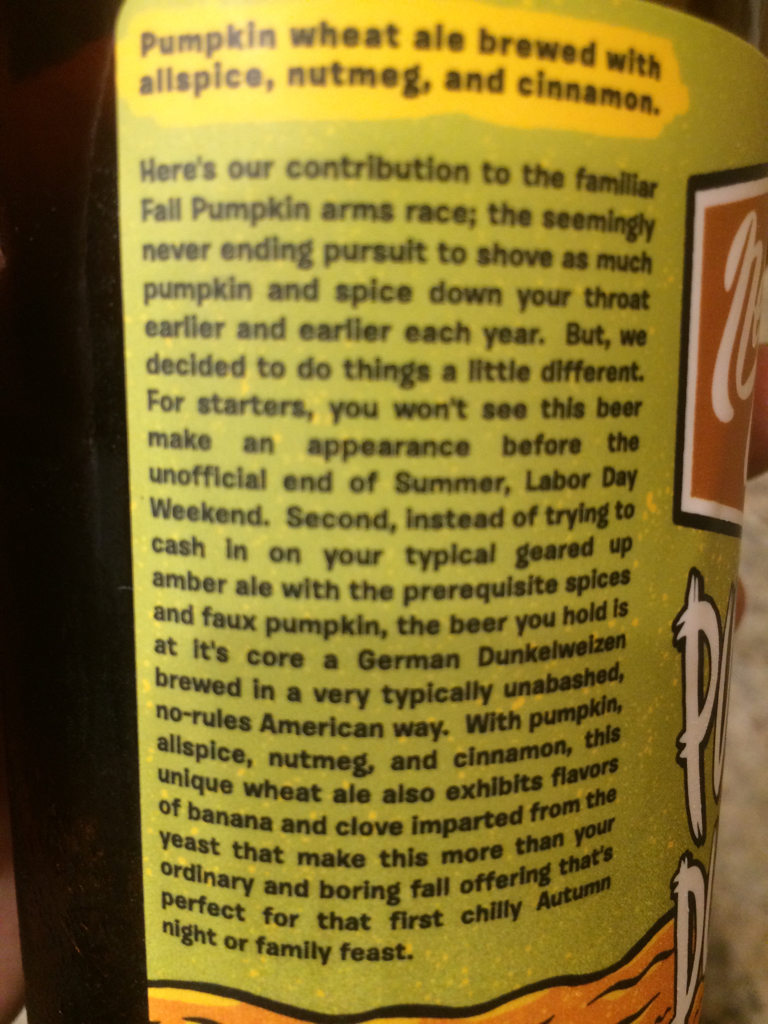 Pumpkin wheat ale brewed with
allspice, nutmeg, and cinnamon.
Here's our contribution to the familiar
Fall Pumpkin arms race; the seemingly
never ending pursuit to shove as much
pumpkin and spice down your throat
earlier and earlier each year. But, we
decided to do things a little different.
For starters, you won't see this beer
make an appearance before the
unofficial end of Summer, Labor Day
Weekend. Second, instead of trying to
cash in on your typical geared up
amber ale with the prerequisite spices
and faux pumpkin, the beer you hold is
at it's core a German Dunkelweizen
brewed in a very typically unabashed,
no-rules American way. With pumpkin,
allspice, nutmeg, and cinnamon, this
unique wheat ale also exhibits flavors
of banana and clove imparted from the
yeast that make this more than your
ordinary and boring fall offering that's
perfect for that first chilly Autumn
night or family feast.